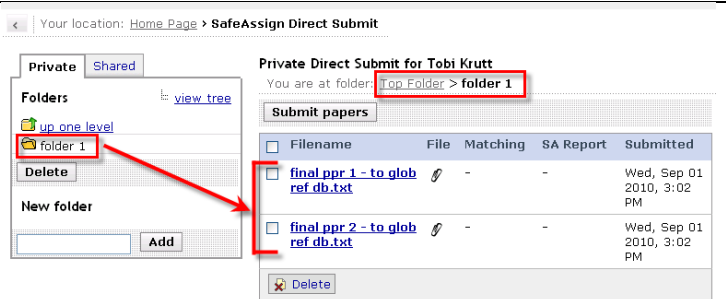 Your location: Home Page > SafeAssign Direct Submit
Private Shared
Folders view tree
up one level
folder 1
Delete
New folder
Add
Private Direct Submit for Tobi Krutt
You are at folder: Top Folder > folder 1
Submit papers
Filename File Matching SA Report Submitted
final ppr 1 - to glob - - Wed, Sep 01
ref db.txt 2010, 3:02
PM
final ppr 2 - to glob - - Wed, Sep 01
ref db.txt 2010, 3:02
PM
Delete